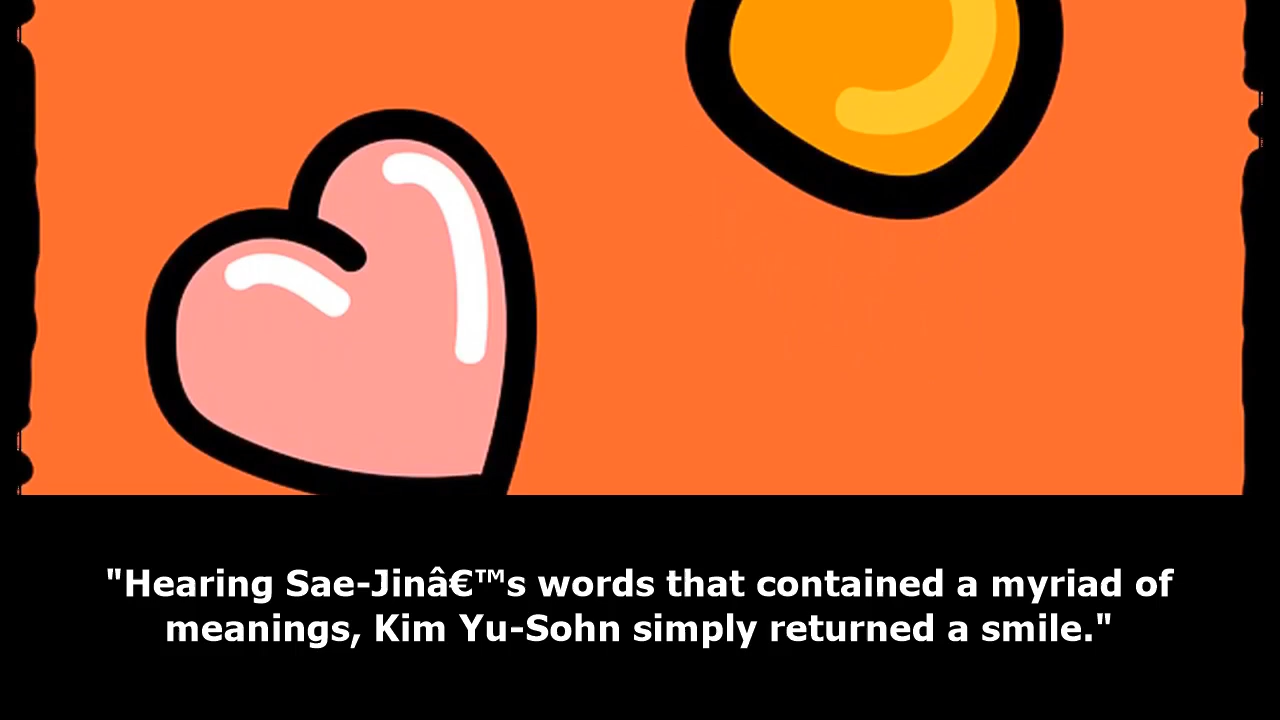 "Hearing Sae-Jinâ€™s words that contained a myriad of
meanings, Kim Yu-Sohn simply returned a smile."